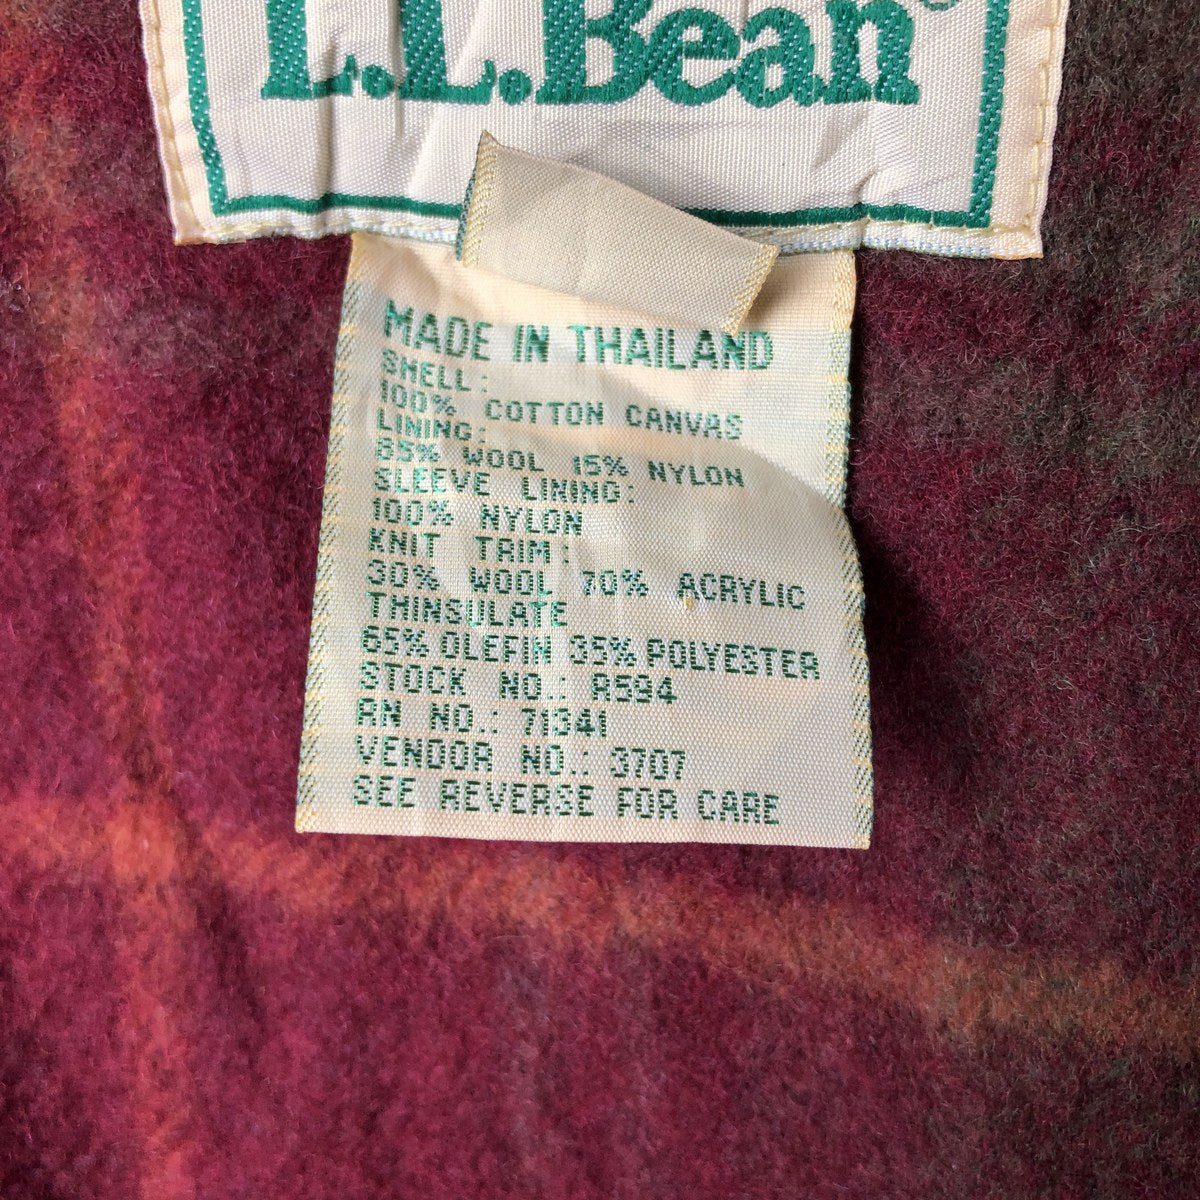 L.L.Bean®
MADE IN THAILAND
SHELL:
100% COTTON CANVAS
LINING:
85% WOOL 15% NYLON
SLEEVE LINING:
100% NYLON
KNIT TRIM:
30% WOOL 70% ACRYLIC
THINSULATE
65% OLEFIN 35% POLYESTER
STOCK NO.: R594
RN NO.: 71341
VENDOR NO.: 3707
SEE REVERSE FOR CARE